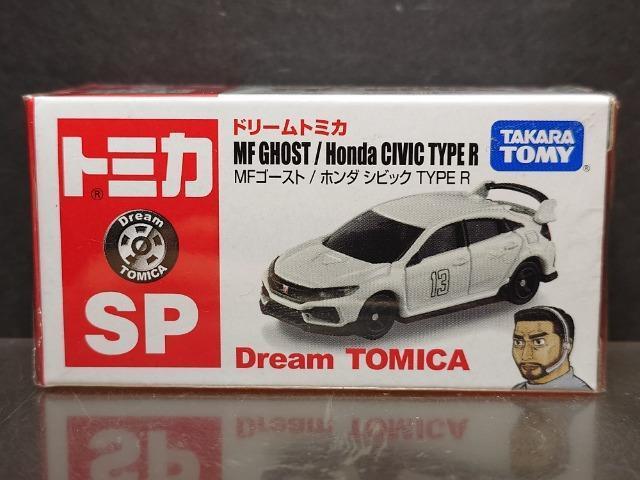 トミカ
®
Dream
TOMICA
SP
ドリームトミカ
MF GHOST / Honda CIVIC TYPE R
MFゴースト / ホンダ シビック TYPE R
TAKARA
TOMY
®
13
Dream TOMICA